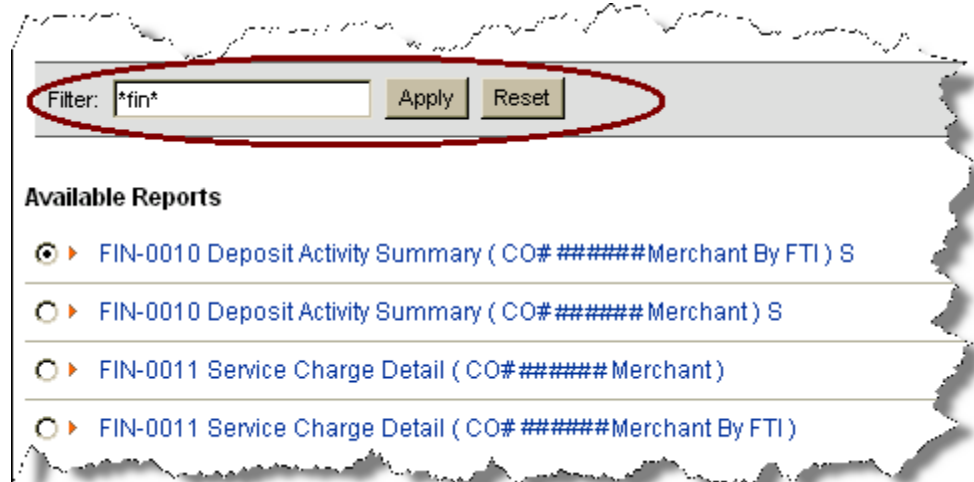 Filter: *fin* Apply Reset
Available Reports
FIN-0010 Deposit Activity Summary ( CO# ######Merchant By FTI ) S
FIN-0010 Deposit Activity Summary ( CO# ###### Merchant ) S
FIN-0011 Service Charge Detail ( CO# ###### Merchant )
FIN-0011 Service Charge Detail ( CO# ######Merchant By FTI )